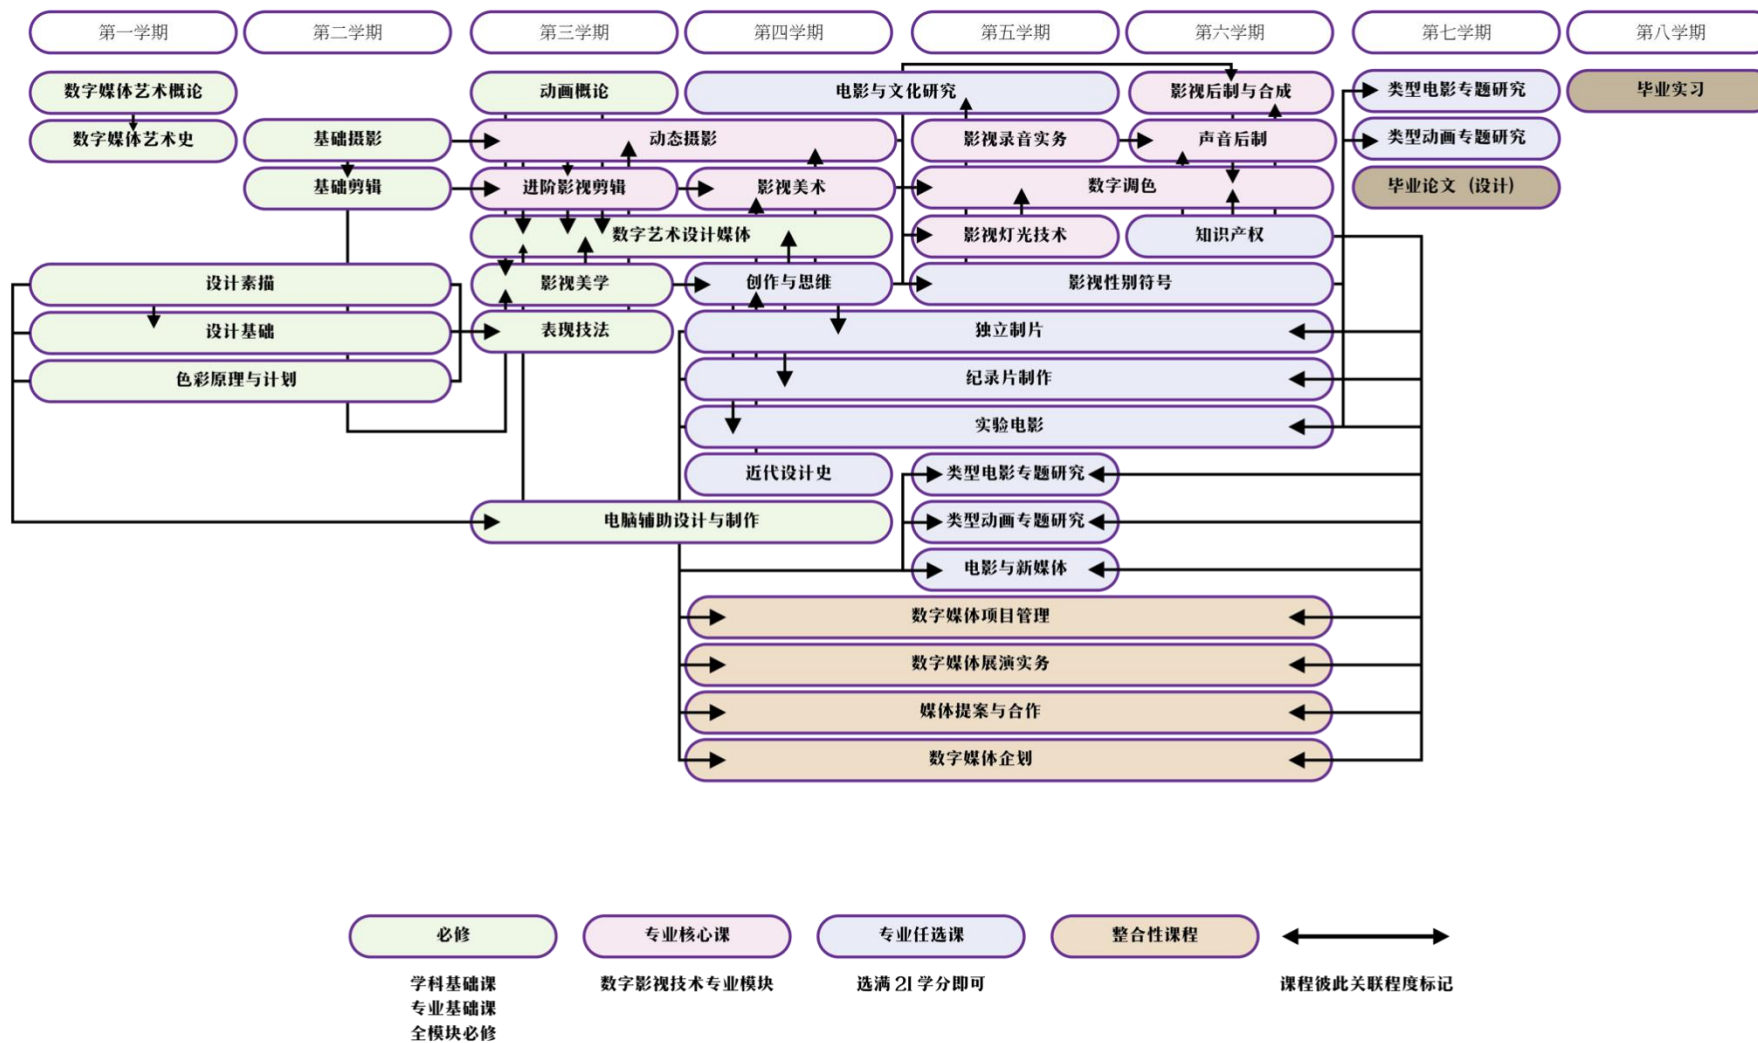 第一学期
第二学期
第三学期
第四学期
第五学期
第六学期
第七学期
第八学期
数字媒体艺术概论
动画概论
电影与文化研究
影视后制与合成
类型电影专题研究
毕业实习
数字媒体艺术史
基础摄影
动态摄影
影视录音实务
声音后制
类型动画专题研究
基础剪辑
进阶影视剪辑
影视美术
数字调色
毕业论文（设计）
数字艺术设计媒体
影视灯光技术
知识产权
设计素描
影视美学
创作与思维
影视性别符号
设计基础
表现技法
独立制片
色彩原理与计划
纪录片制作
实验电影
近代设计史
类型电影专题研究
电脑辅助设计与制作
类型动画专题研究
电影与新媒体
数字媒体项目管理
数字媒体展演实务
媒体提案与合作
数字媒体企划
必修
专业核心课
专业任选课
整合性课程
学科基础课
专业基础课
全模块必修
数字影视技术专业模块
选满 21 学分即可
课程彼此关联程度标记